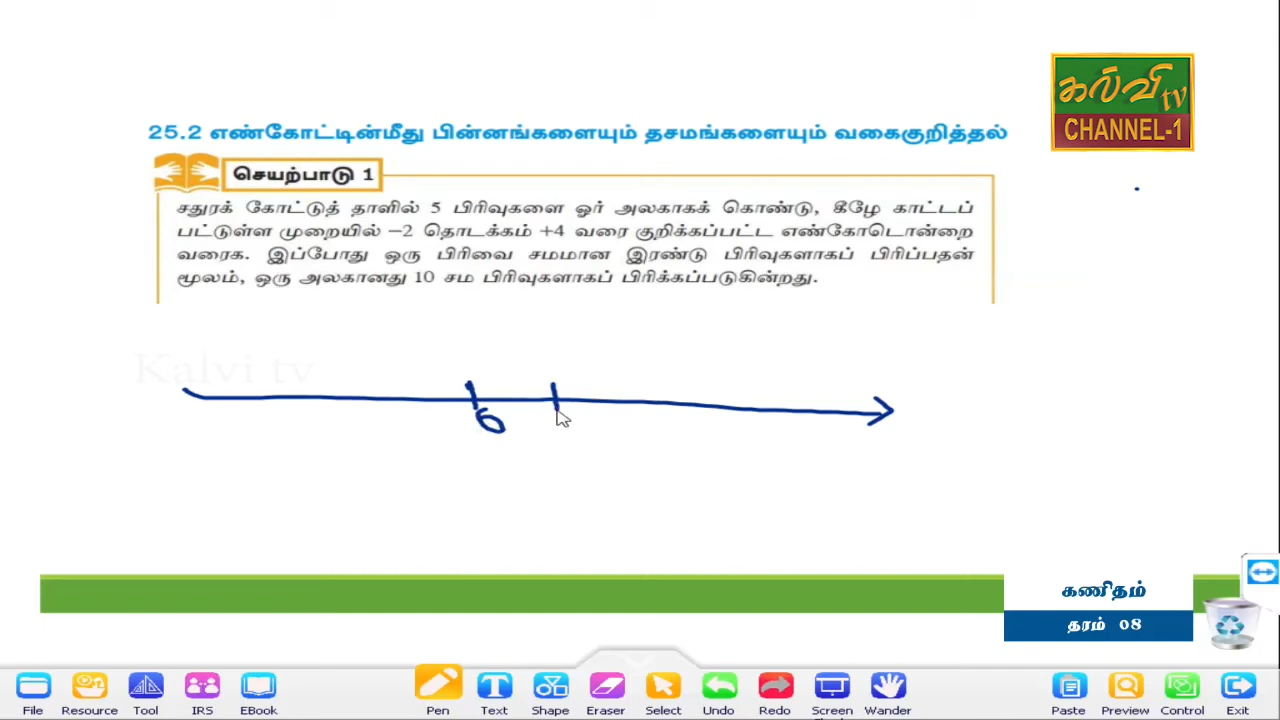 கல்வி tv
CHANNEL-1
25.2 எண்கோட்டின்மீது பின்னங்களையும் தசமங்களையும் வகைகுறித்தல்
செயற்பாடு 1
சதுரக் கோட்டுத் தாளில் 5 பிரிவுகளை ஓர் அலகாகக் கொண்டு, கீழே காட்டப்
பட்டுள்ள முறையில் −2 தொடக்கம் +4 வரை குறிக்கப்பட்ட எண்கோடொன்றை
வரைக. இப்போது ஒரு பிரிவை சமமான இரண்டு பிரிவுகளாகப் பிரிப்பதன்
மூலம், ஒரு அலகானது 10 சம பிரிவுகளாகப் பிரிக்கப்படுகின்றது.
Kalvi tv
0
கணிதம்
தரம் 08
File Resource Tool IRS EBook Pen Text Shape Eraser Select Undo Redo Screen Wander Paste Preview Control Exit